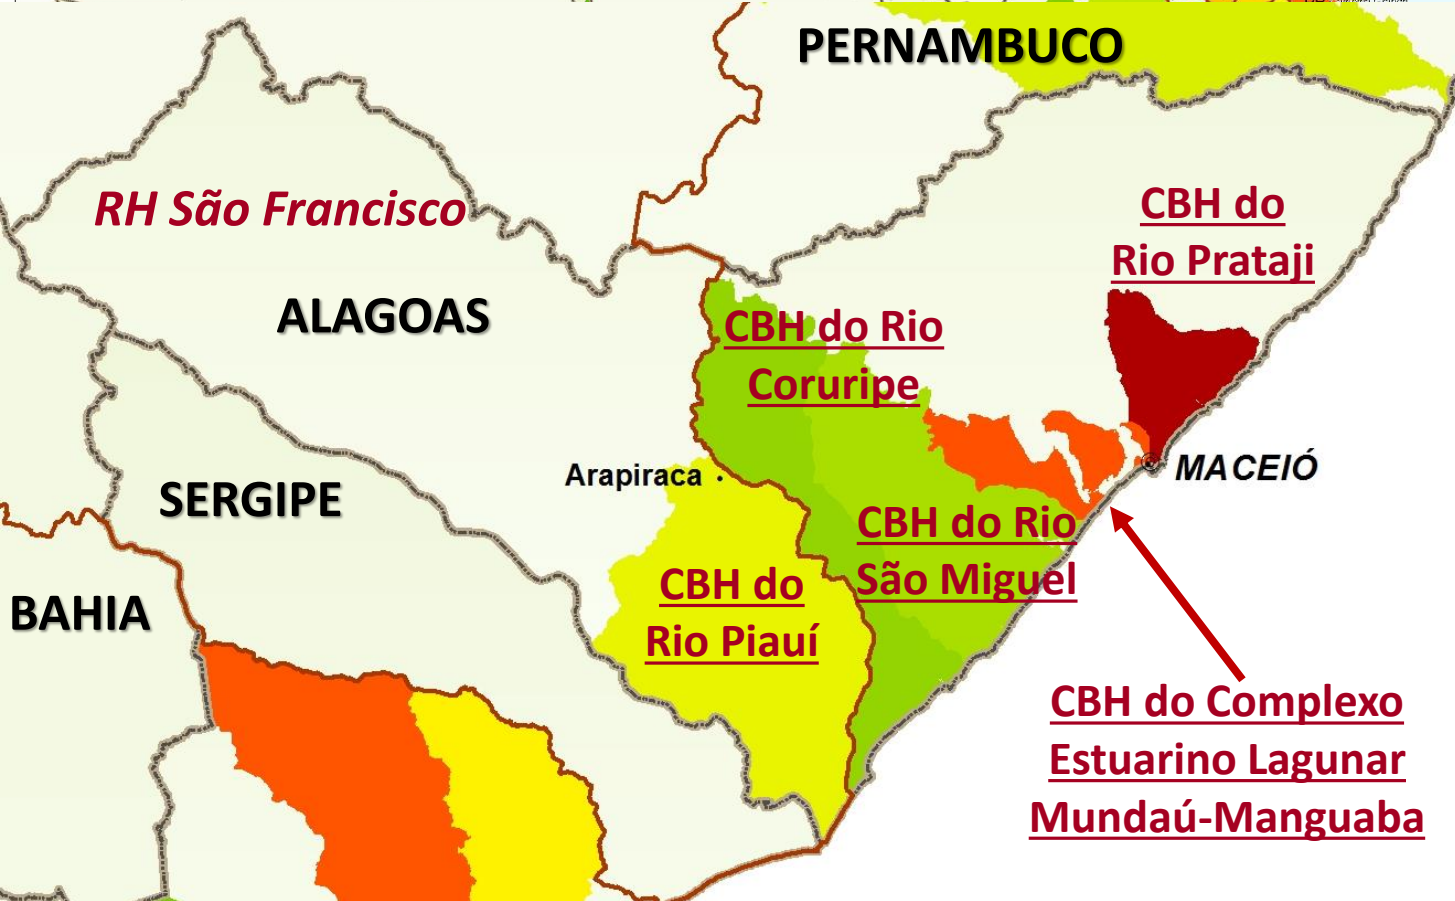 PERNAMBUCO
RH São Francisco
CBH do
Rio Prataji
ALAGOAS
CBH do Rio
Coruripe
Arapiraca
MACEIÓ
SERGIPE
CBH do Rio
São Miguel
CBH do
Rio Piauí
BAHIA
CBH do Complexo
Estuarino Lagunar
Mundaú-Manguaba